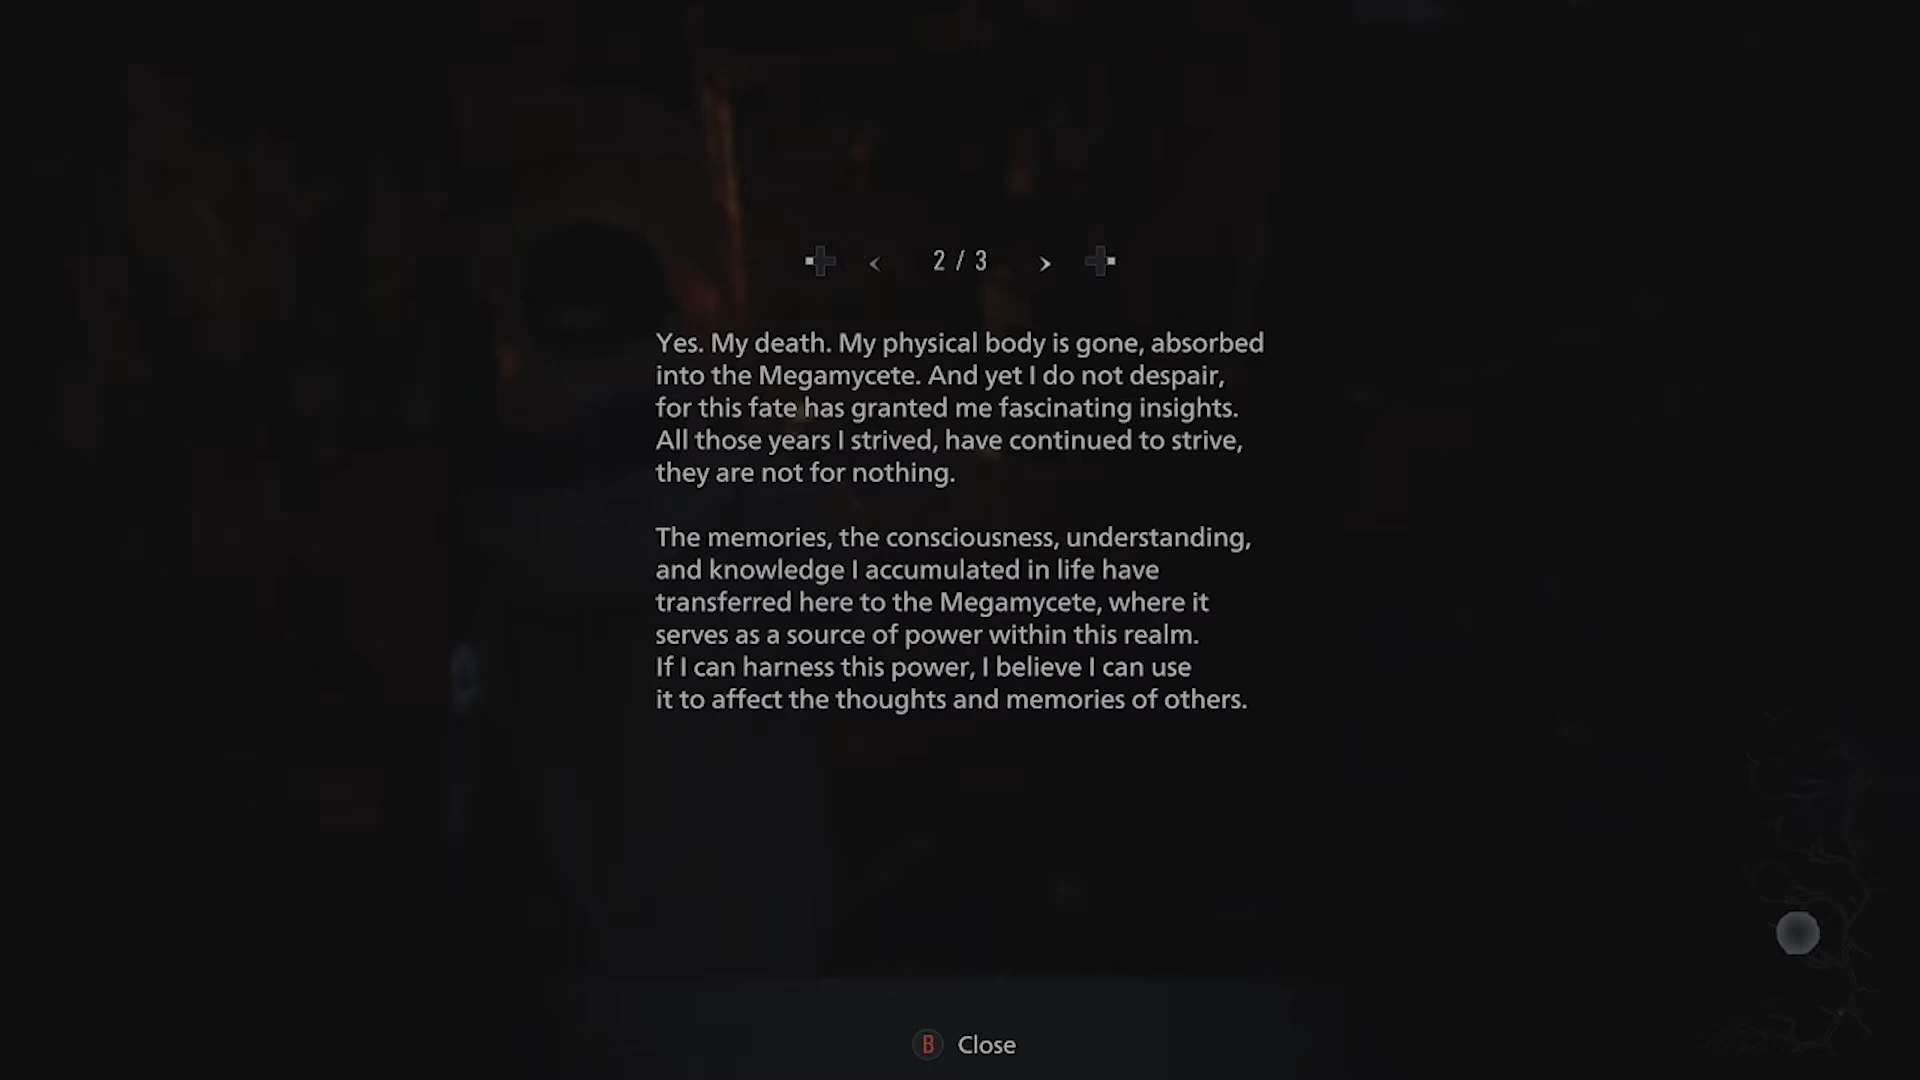 < 2 / 3 >
Yes. My death. My physical body is gone, absorbed
into the Megamycete. And yet I do not despair,
for this fate has granted me fascinating insights.
All those years I strived, have continued to strive,
they are not for nothing.
The memories, the consciousness, understanding,
and knowledge I accumulated in life have
transferred here to the Megamycete, where it
serves as a source of power within this realm.
If I can harness this power, I believe I can use
it to affect the thoughts and memories of others.
B Close